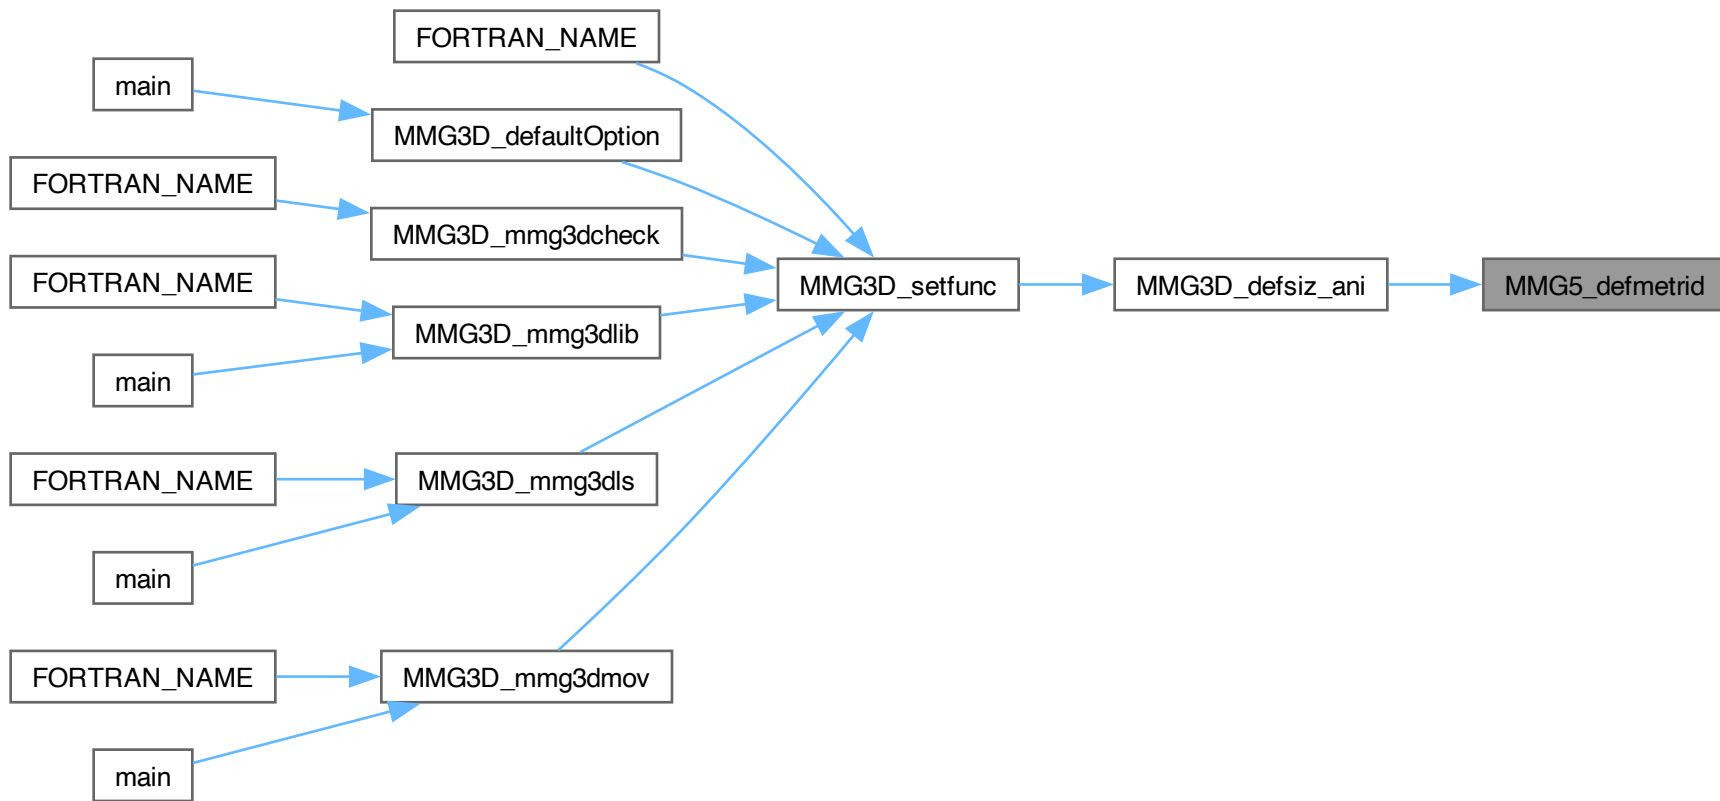 FORTRAN_NAME
main
MMG3D_defaultOption
FORTRAN_NAME
MMG3D_mmg3dcheck
FORTRAN_NAME
MMG3D_setfunc
MMG3D_defsiz_ani
MMG5_defmetrid
MMG3D_mmg3dlib
main
FORTRAN_NAME
MMG3D_mmg3dls
main
FORTRAN_NAME
MMG3D_mmg3dmov
main